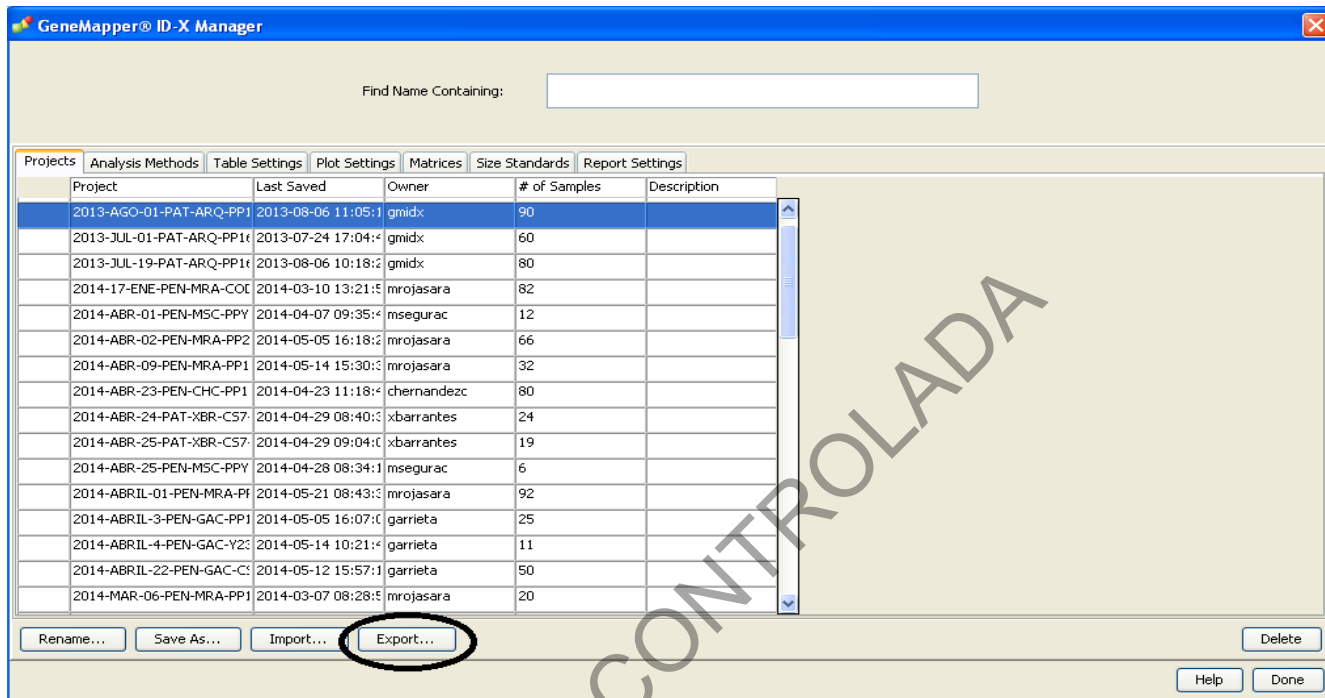 GeneMapper® ID-X Manager
Find Name Containing:
Projects Analysis Methods Table Settings Plot Settings Matrices Size Standards Report Settings
Project Last Saved Owner # of Samples Description
2013-AGO-01-PAT-ARQ-PP1 2013-08-06 11:05:1 gmidx 90
2013-JUL-01-PAT-ARQ-PP16 2013-07-24 17:04:4 gmidx 60
2013-JUL-19-PAT-ARQ-PP16 2013-08-06 10:18:2 gmidx 80
2014-17-ENE-PEN-MRA-COD 2014-03-10 13:21:5 mrojasara 82
2014-ABR-01-PEN-MSC-PPY 2014-04-07 09:35:4 msegurac 12
2014-ABR-02-PEN-MRA-PP2 2014-05-05 16:18:2 mrojasara 66
2014-ABR-09-PEN-MRA-PP1 2014-05-14 15:30:3 mrojasara 32
2014-ABR-23-PEN-CHC-PP1 2014-04-23 11:18:4 chernandezc 80
2014-ABR-24-PAT-XBR-CS7- 2014-04-29 08:40:3 xbarrantes 24
2014-ABR-25-PAT-XBR-CS7- 2014-04-29 09:04:0 xbarrantes 19
2014-ABR-25-PEN-MSC-PPY 2014-04-28 08:34:1 msegurac 6
2014-ABRIL-01-PEN-MRA-PF 2014-05-21 08:43:3 mrojasara 92
2014-ABRIL-3-PEN-GAC-PP1 2014-05-05 16:07:0 garrieta 25
2014-ABRIL-4-PEN-GAC-Y23 2014-05-14 10:21:4 garrieta 11
2014-ABRIL-22-PEN-GAC-CS 2014-05-12 15:57:1 garrieta 50
2014-MAR-06-PEN-MRA-PP1 2014-03-07 08:28:5 mrojasara 20
Rename... Save As... Import... Export... Delete
Help Done
CONTROLADA